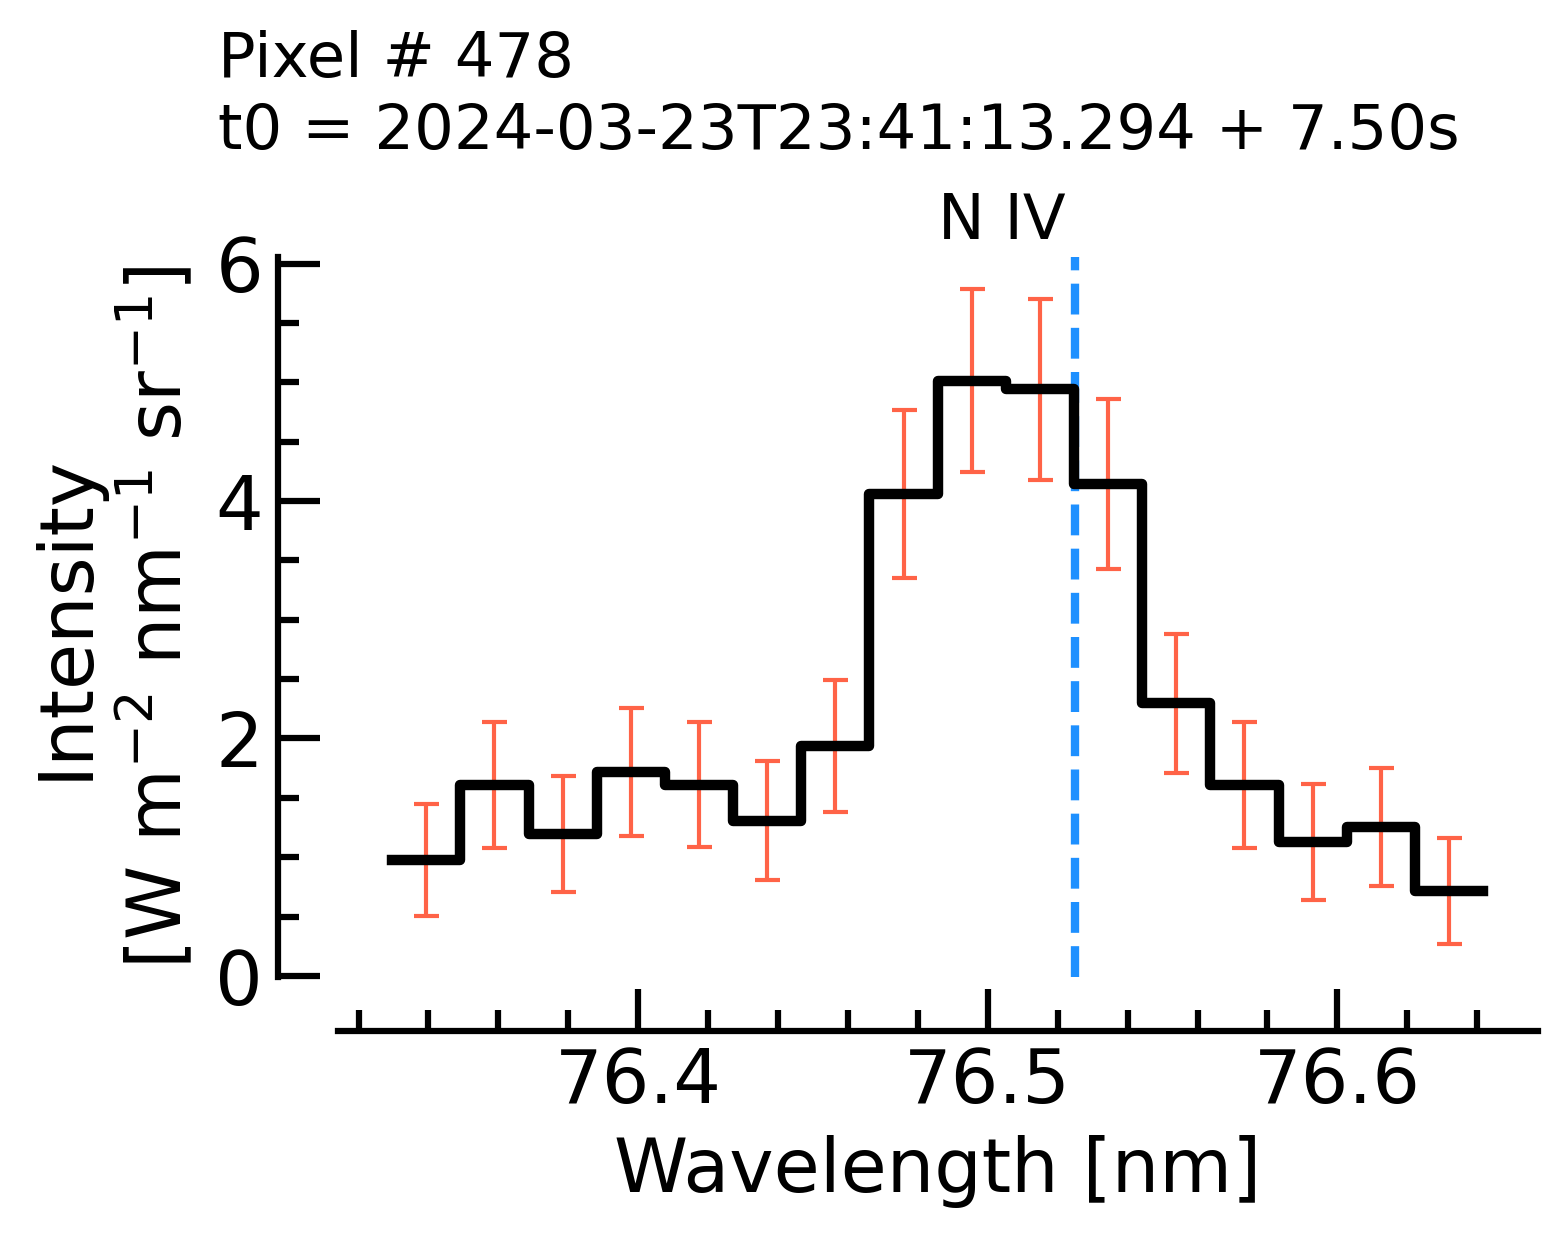 Pixel # 478
t0 = 2024-03-23T23:41:13.294 + 7.50s
N IV
Intensity
[W m⁻² nm⁻¹ sr⁻¹]
6
4
2
0
76.4 76.5 76.6
Wavelength [nm]